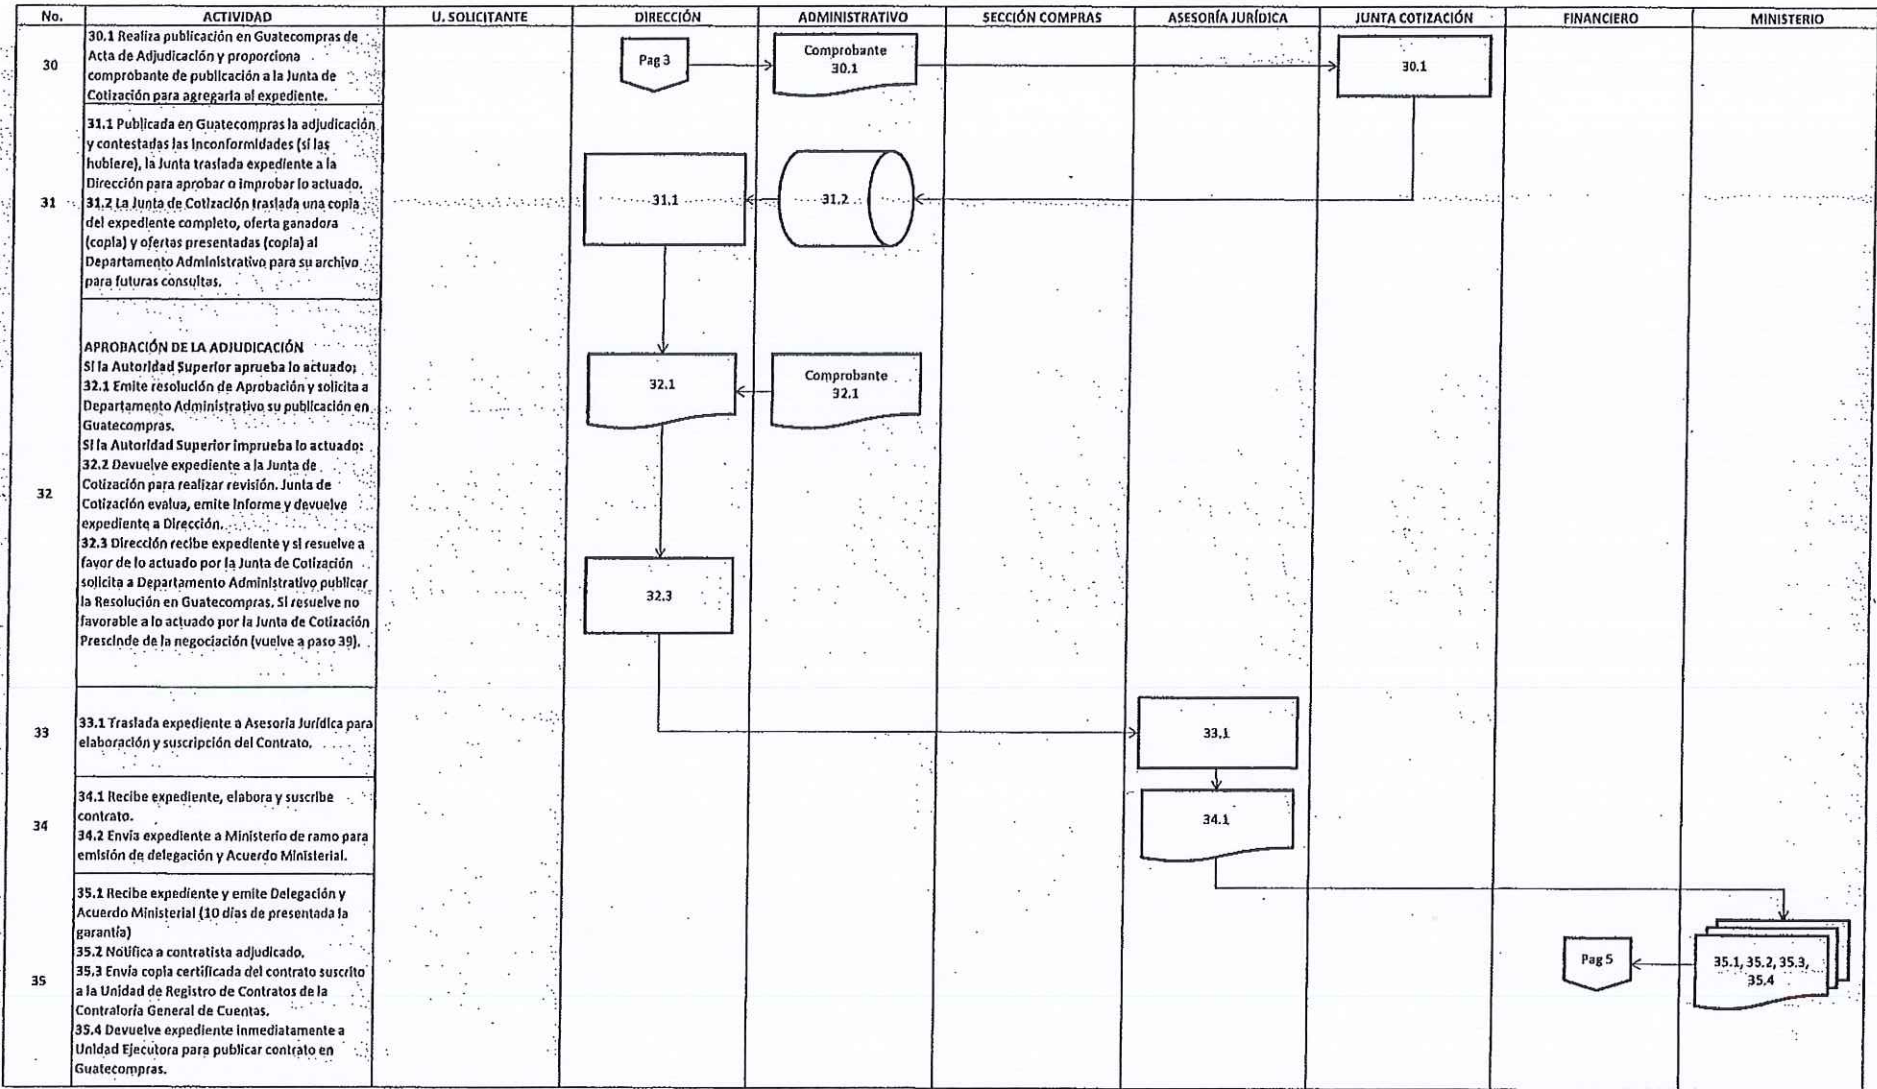 No. ACTIVIDAD U. SOLICITANTE DIRECCIÓN ADMINISTRATIVO SECCIÓN COMPRAS ASESORÍA JURÍDICA JUNTA COTIZACIÓN FINANCIERO MINISTERIO
30
30.1 Realiza publicación en Guatecompras de
Acta de Adjudicación y proporciona
comprobante de publicación a la Junta de
Cotización para agregarla al expediente.
Pag 3
Comprobante
30.1
30.1
31
31.1 Publicada en Guatecompras la adjudicación
y contestadas las Inconformidades (si las
hubiere), la Junta traslada expediente a la
Dirección para aprobar o improbar lo actuado.
31.2 La Junta de Cotización traslada una copia
del expediente completo, oferta ganadora
(copia) y ofertas presentadas (copia) al
Departamento Administrativo para su archivo
para futuras consultas.
31.1
31.2
32
APROBACIÓN DE LA ADJUDICACIÓN
Si la Autoridad Superior aprueba lo actuado;
32.1 Emite resolución de Aprobación y solicita a
Departamento Administrativo su publicación en
Guatecompras.
Si la Autoridad Superior imprueba lo actuado:
32.2 Devuelve expediente a la Junta de
Cotización para realizar revisión. Junta de
Cotización evalua, emite Informe y devuelve
expediente a Dirección.
32.3 Dirección recibe expediente y si resuelve a
favor de lo actuado por la Junta de Cotización
solicita a Departamento Administrativo publicar
la Resolución en Guatecompras. Si resuelve no
favorable a lo actuado por la Junta de Cotización
Prescinde de la negociación (vuelve a paso 39).
32.1
Comprobante
32.1
32.3
33
33.1 Traslada expediente a Asesoría Jurídica para
elaboración y suscripción del Contrato.
33.1
34
34.1 Recibe expediente, elabora y suscribe
contrato.
34.2 Envia expediente a Ministerio de ramo para
emisión de delegación y Acuerdo Ministerial.
34.1
35
35.1 Recibe expediente y emite Delegación y
Acuerdo Ministerial (10 días de presentada la
garantía)
35.2 Notifica a contratista adjudicado.
35.3 Envia copia certificada del contrato suscrito
a la Unidad de Registro de Contratos de la
Contraloría General de Cuentas.
35.4 Devuelve expediente Inmediatamente a
Unidad Ejecutora para publicar contrato en
Guatecompras.
Pag 5
35.1, 35.2, 35.3,
35.4